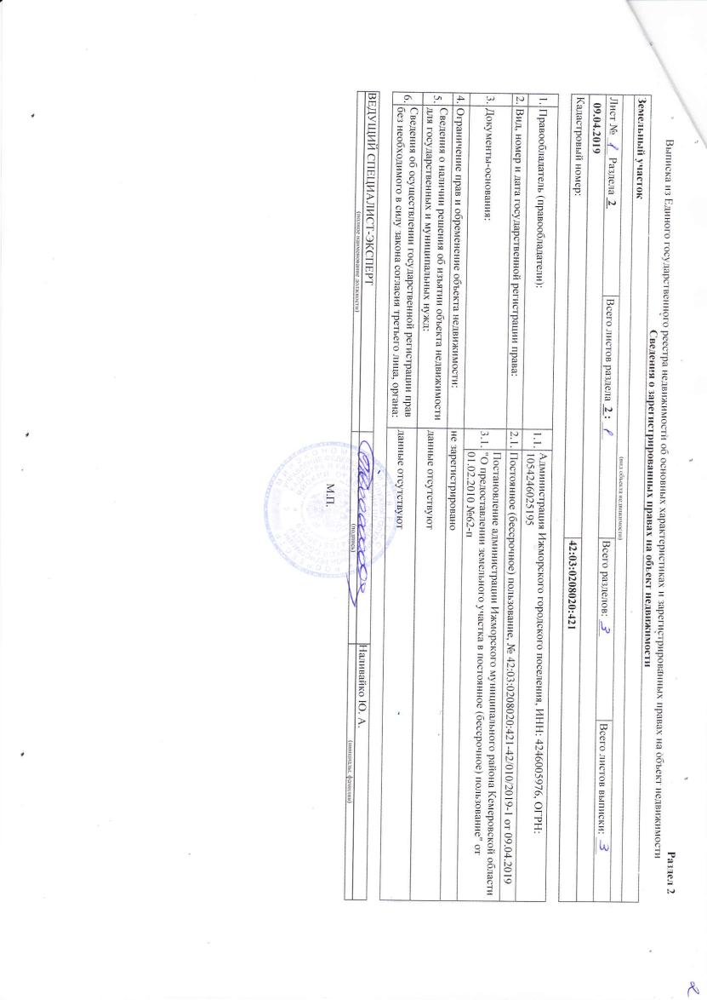 Раздел 2
Выписка из Единого государственного реестра недвижимости об основных характеристиках и зарегистрированных правах на объект недвижимости
Сведения о зарегистрированных правах на объект недвижимости
Земельный участок
(вид объекта недвижимости)
Лист № 1 Раздела 2 Всего листов раздела 2 : 1 Всего разделов: 3 Всего листов выписки: 3
09.04.2019
Кадастровый номер: 42:03:0208020:421
1. Правообладатель (правообладатели): 1.1. Администрация Ижморского городского поселения, ИНН: 4246005976, ОГРН:
1054246025195
2. Вид, номер и дата государственной регистрации права: 2.1. Постоянное (бессрочное) пользование, № 42:03:0208020:421-42/010/2019-1 от 09.04.2019
3. Документы-основания: 3.1. Постановление администрации Ижморского муниципального района Кемеровской области
"О предоставлении земельного участка в постоянное (бессрочное) пользование" от
01.02.2010 №62-п
4. Ограничение прав и обременение объекта недвижимости: не зарегистрировано
5. Сведения о наличии решения об изъятии объекта недвижимости
для государственных и муниципальных нужд: данные отсутствуют
6. Сведения об осуществлении государственной регистрации прав
без необходимого в силу закона согласия третьего лица, органа: данные отсутствуют
ВЕДУЩИЙ СПЕЦИАЛИСТ-ЭКСПЕРТ Наливайко Ю. А.
(полное наименование должности) (подпись) (инициалы, фамилия)
М.П.